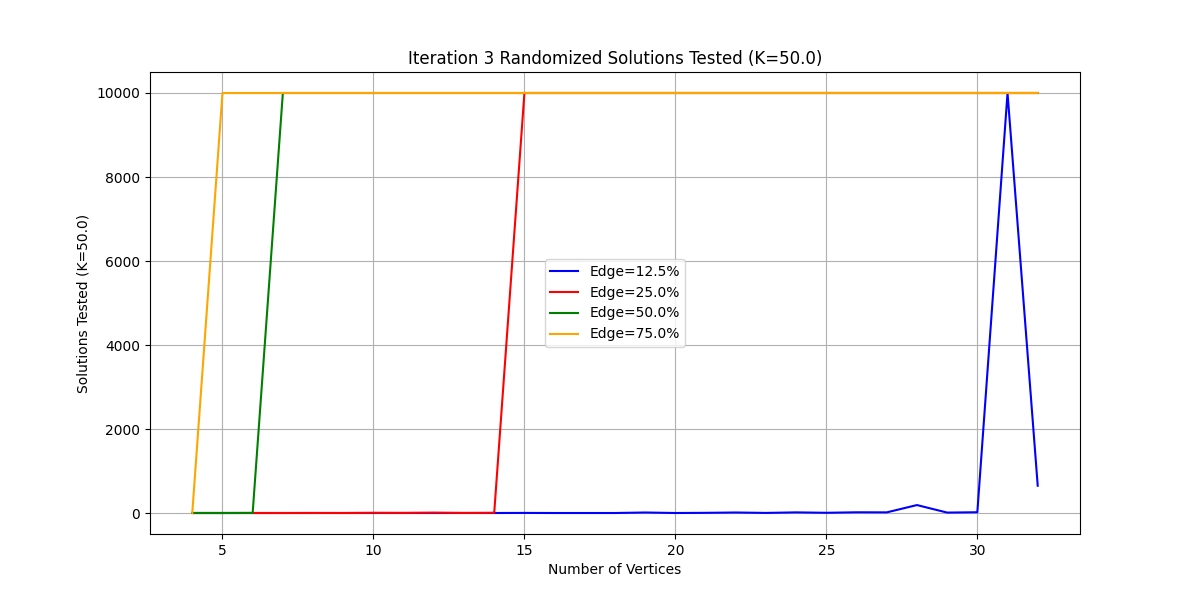 Iteration 3 Randomized Solutions Tested (K=50.0)
Solutions Tested (K=50.0)
10000
8000
6000
4000
2000
0
Edge=12.5%
Edge=25.0%
Edge=50.0%
Edge=75.0%
5 10 15 20 25 30
Number of Vertices